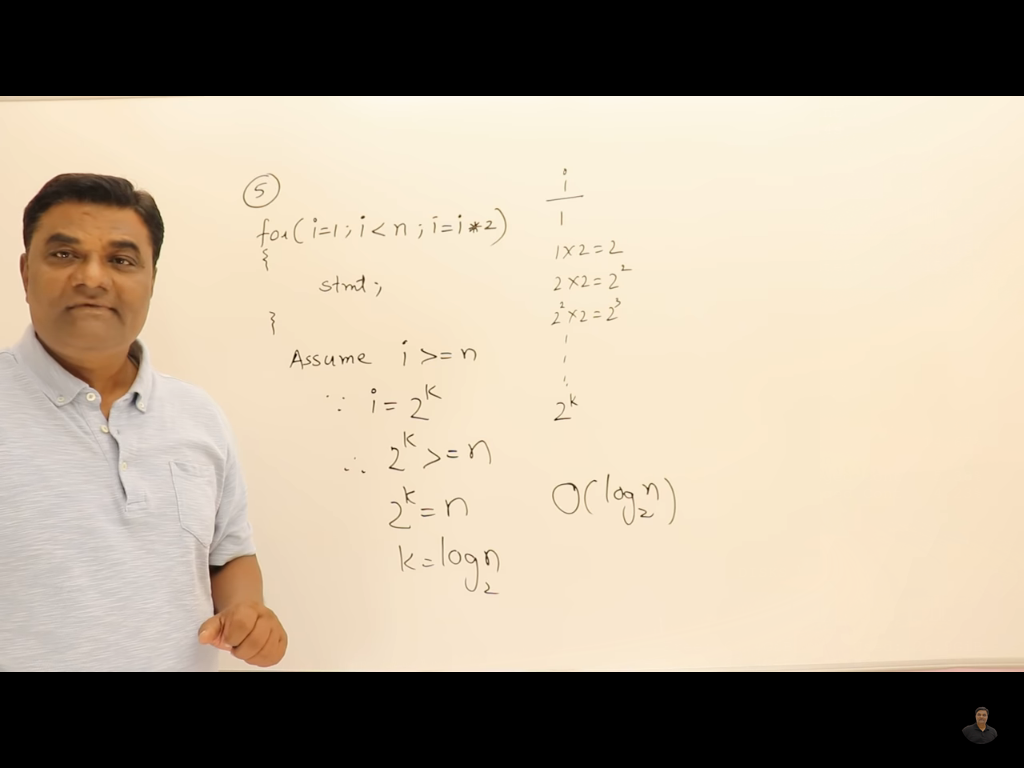 5
for(i=1;i<n;i=i*2)
{
stmt;
}
Assume i>=n
∵ i=2^k
∴ 2^k>=n
2^k=n
k=log₂n
i
1
1×2=2
2×2=2²
2²×2=2³
2^k
O(log₂n)